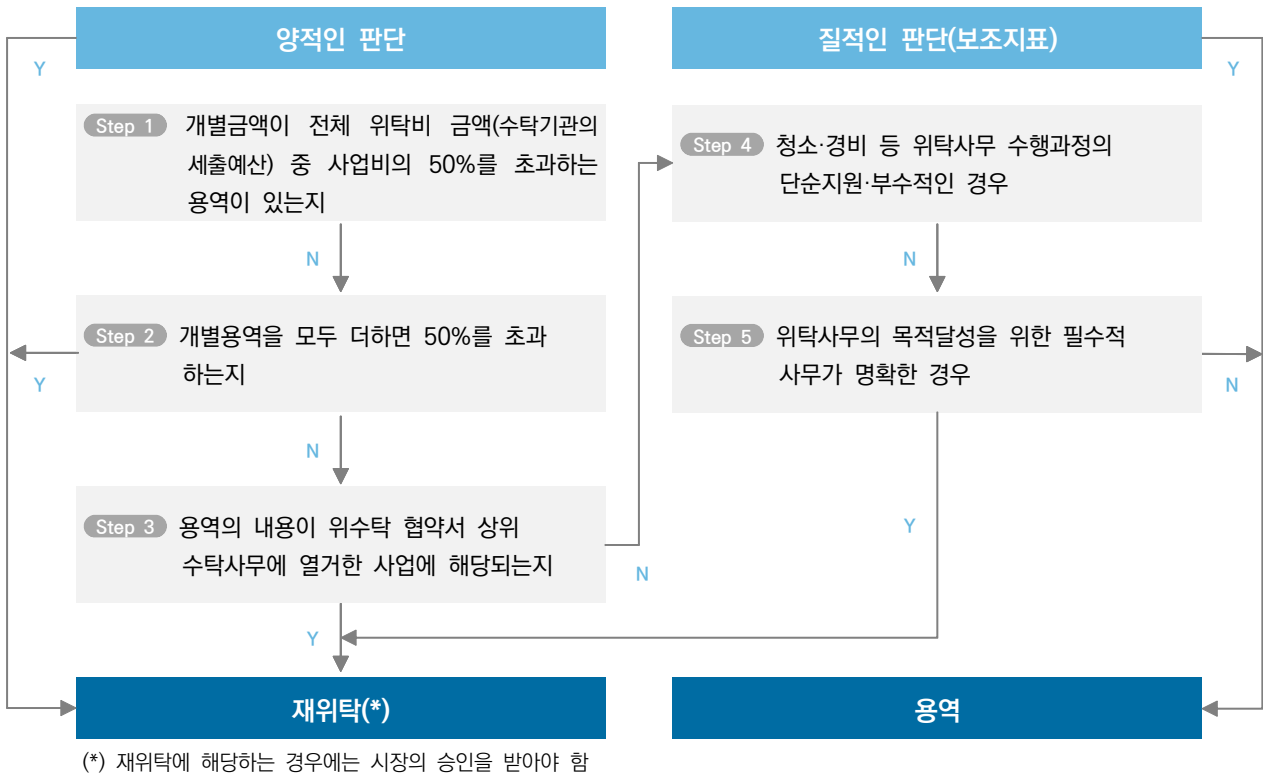 양적인 판단
Y
Step 1 개별금액이 전체 위탁비 금액(수탁기관의
세출예산) 중 사업비의 50%를 초과하는
용역이 있는지
N
Step 2 개별용역을 모두 더하면 50%를 초과
하는지
Y
N
Step 3 용역의 내용이 위수탁 협약서 상위
수탁사무에 열거한 사업에 해당되는지
N
Y
재위탁(*)
(*) 재위탁에 해당하는 경우에는 시장의 승인을 받아야 함
질적인 판단(보조지표)
Y
Step 4 청소·경비 등 위탁사무 수행과정의
단순지원·부수적인 경우
N
Step 5 위탁사무의 목적달성을 위한 필수적
사무가 명확한 경우
N
Y
용역